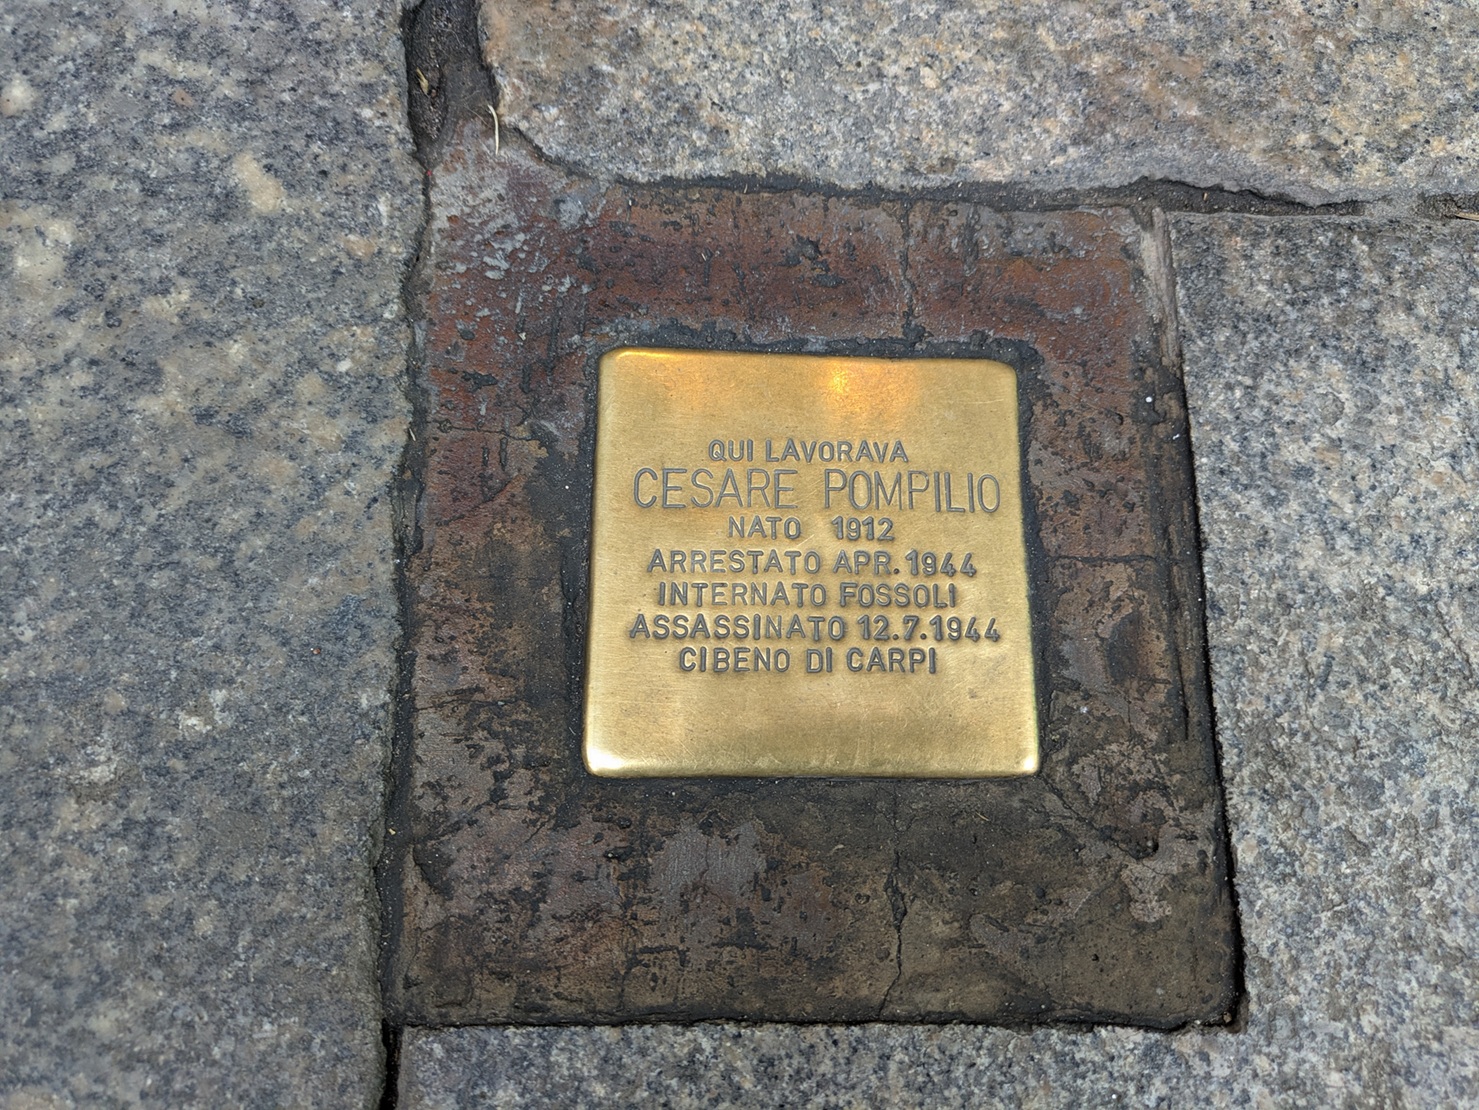 QUI LAVORAVA
CESARE POMPILIO
NATO 1912
ARRESTATO APR. 1944
INTERNATO FOSSOLI
ASSASSINATO 12.7.1944
CIBENO DI CARPI